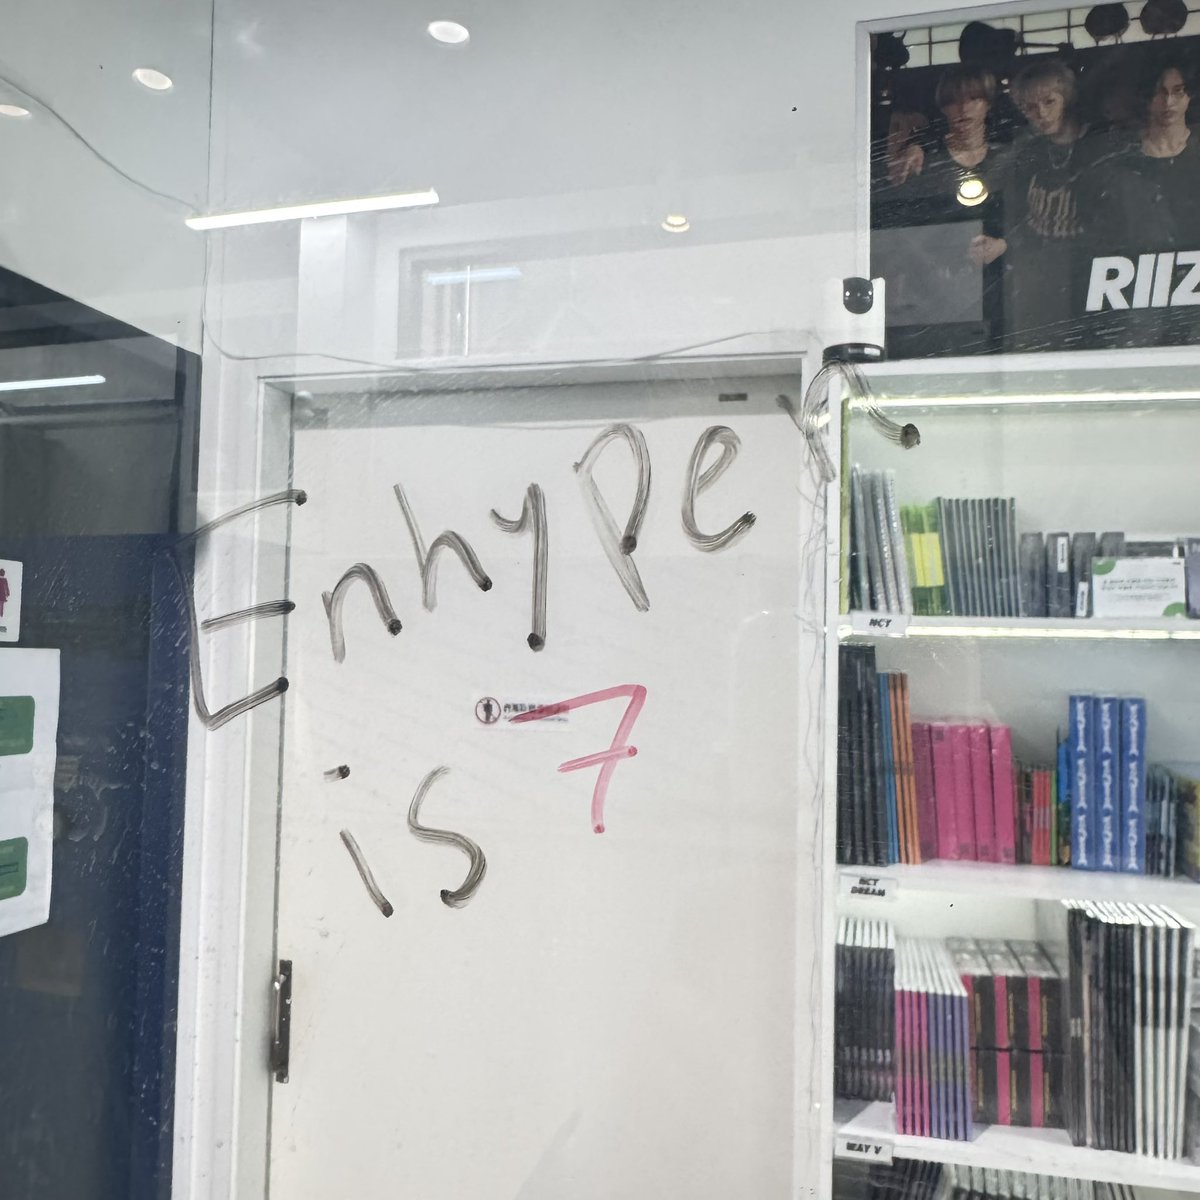 RIIZ
Enhypen
is 7
NCT
NCT
DREAM
WAY V